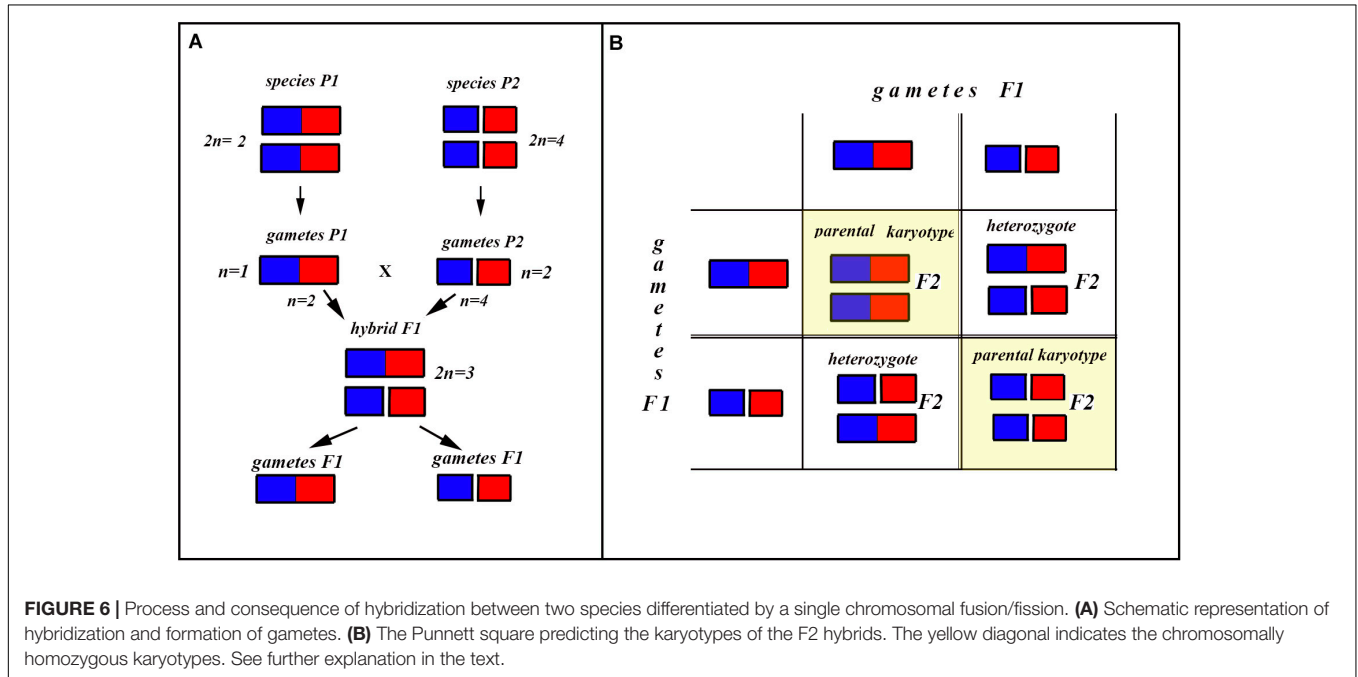 A
species P1
species P2
2n= 2
2n=4
gametes P1
gametes P2
n=1
X
n=2
n=2
n=4
hybrid F1
2n=3
gametes F1
gametes F1
B
gametes F1
gametes F1
parental karyotype
F2
heterozygote
F2
heterozygote
F2
parental karyotype
F2
FIGURE 6 | Process and consequence of hybridization between two species differentiated by a single chromosomal fusion/fission. (A) Schematic representation of
hybridization and formation of gametes. (B) The Punnett square predicting the karyotypes of the F2 hybrids. The yellow diagonal indicates the chromosomally
homozygous karyotypes. See further explanation in the text.